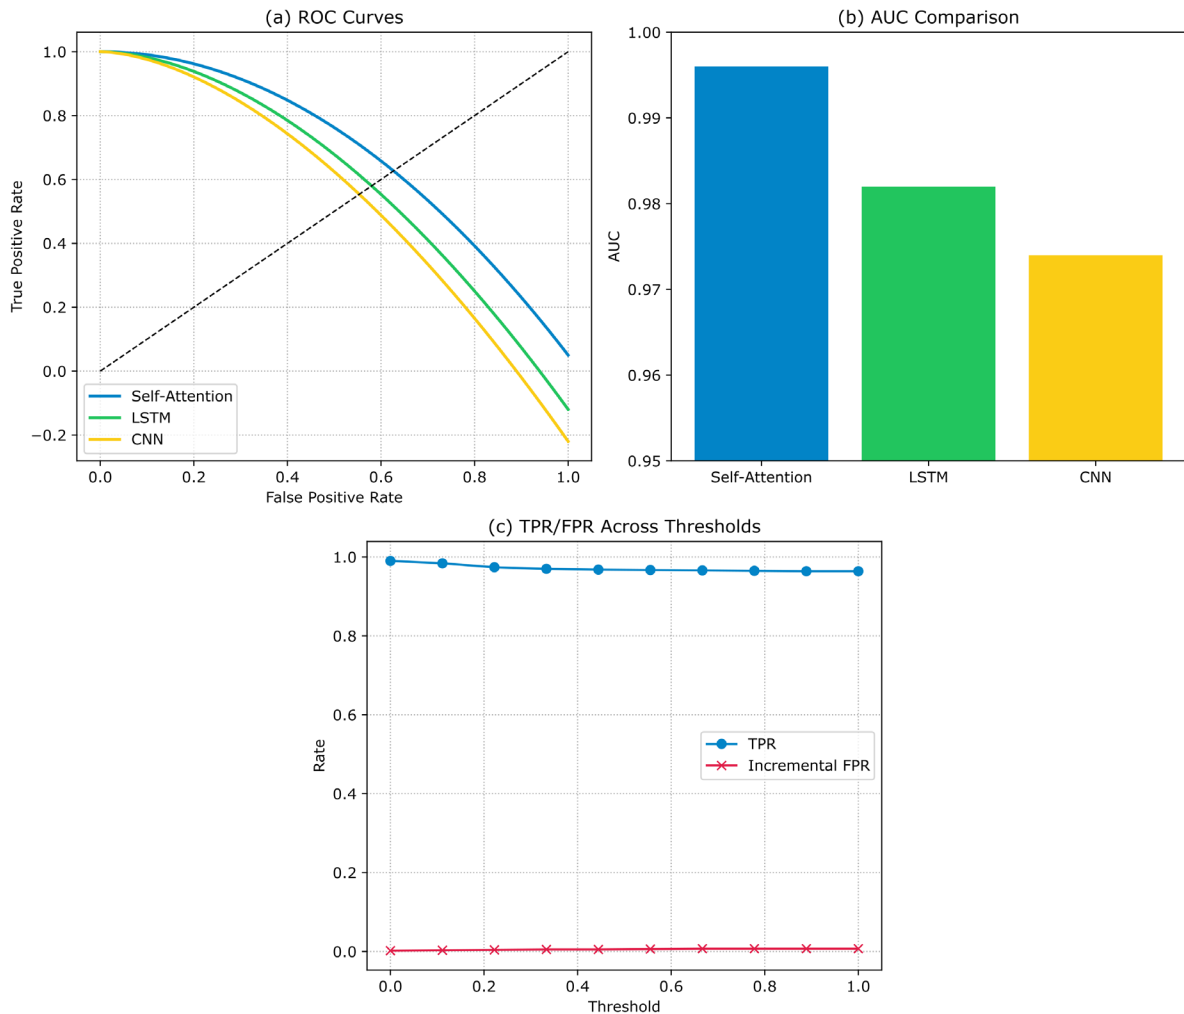 (a) ROC Curves
True Positive Rate
1.0
0.8
0.6
0.4
0.2
0.0
−0.2
Self-Attention
LSTM
CNN
0.0 0.2 0.4 0.6 0.8 1.0
False Positive Rate
(b) AUC Comparison
AUC
1.00
0.99
0.98
0.97
0.96
0.95
Self-Attention LSTM CNN
(c) TPR/FPR Across Thresholds
Rate
1.0
0.8
0.6
0.4
0.2
0.0
TPR
Incremental FPR
0.0 0.2 0.4 0.6 0.8 1.0
Threshold